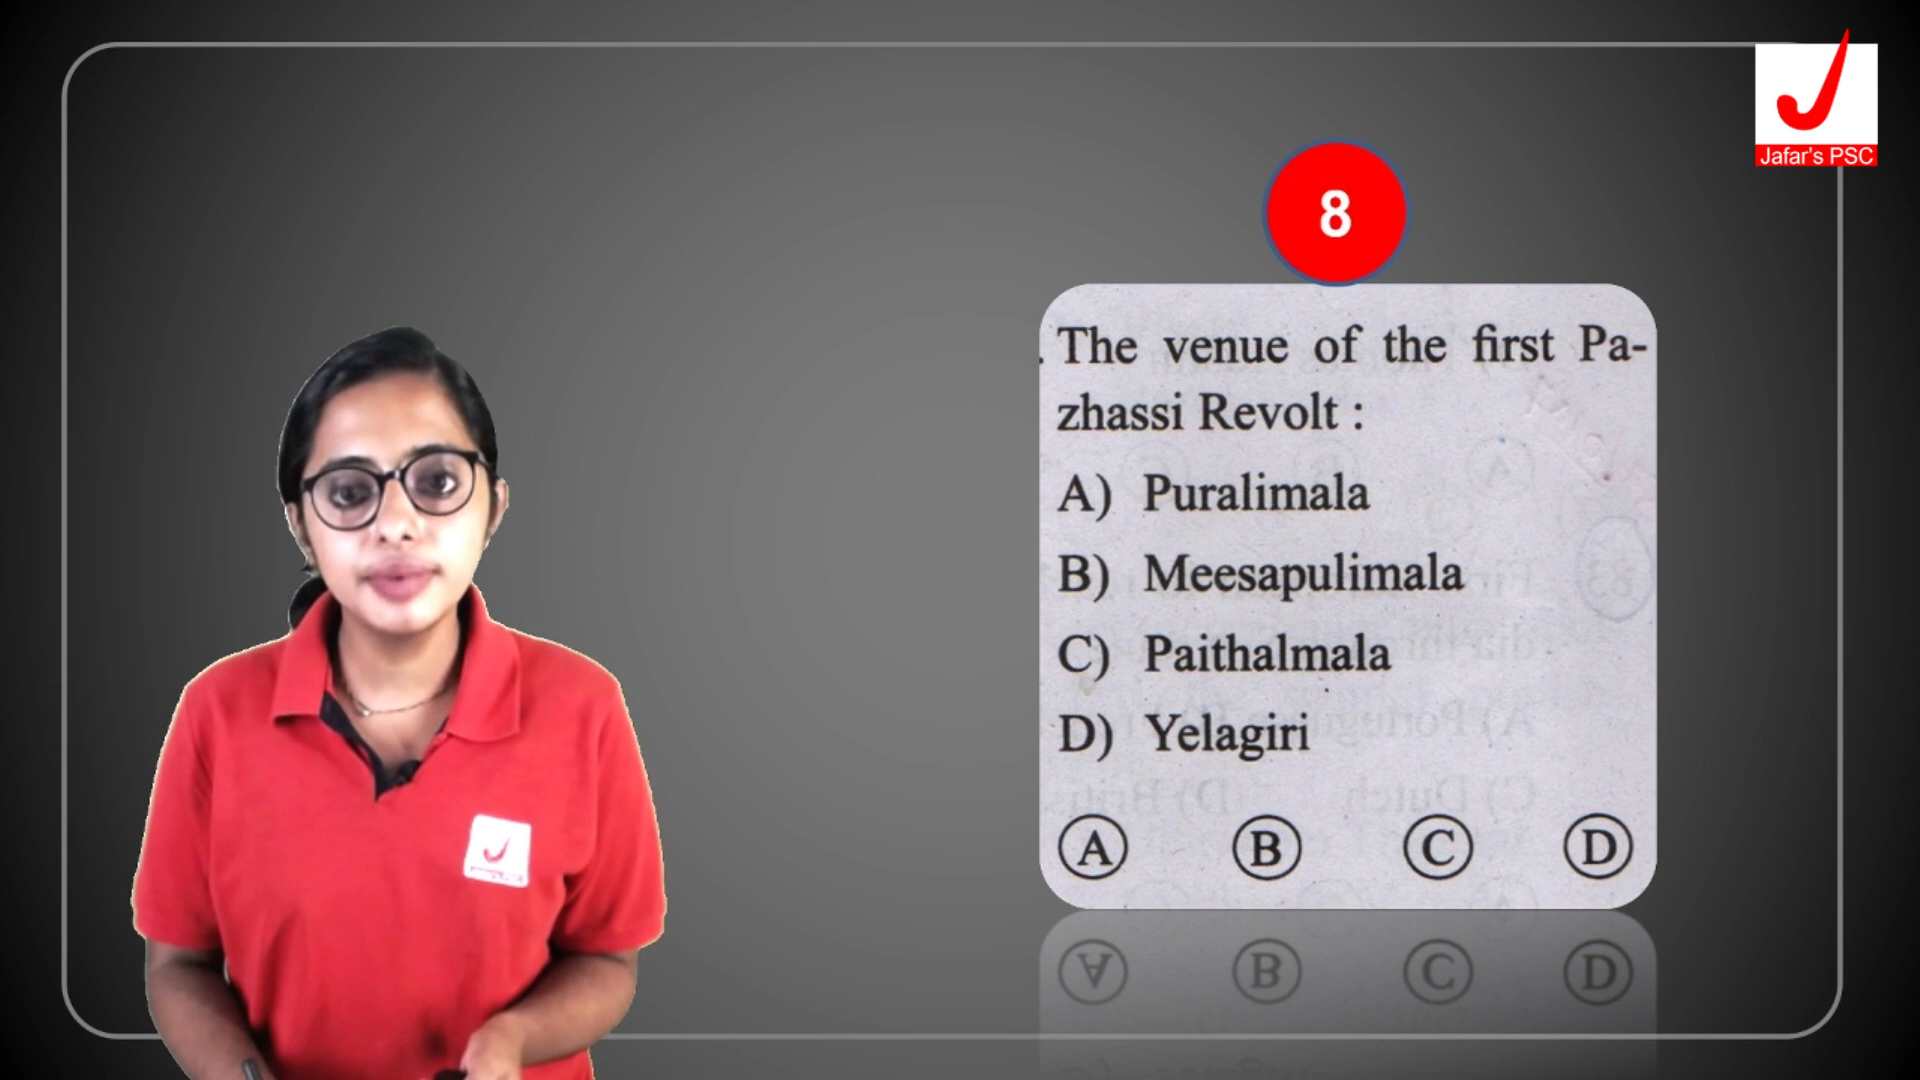 Jafar's PSC
8
. The venue of the first Pa-
zhassi Revolt :
A) Puralimala
B) Meesapulimala
C) Paithalmala
D) Yelagiri
A B C D